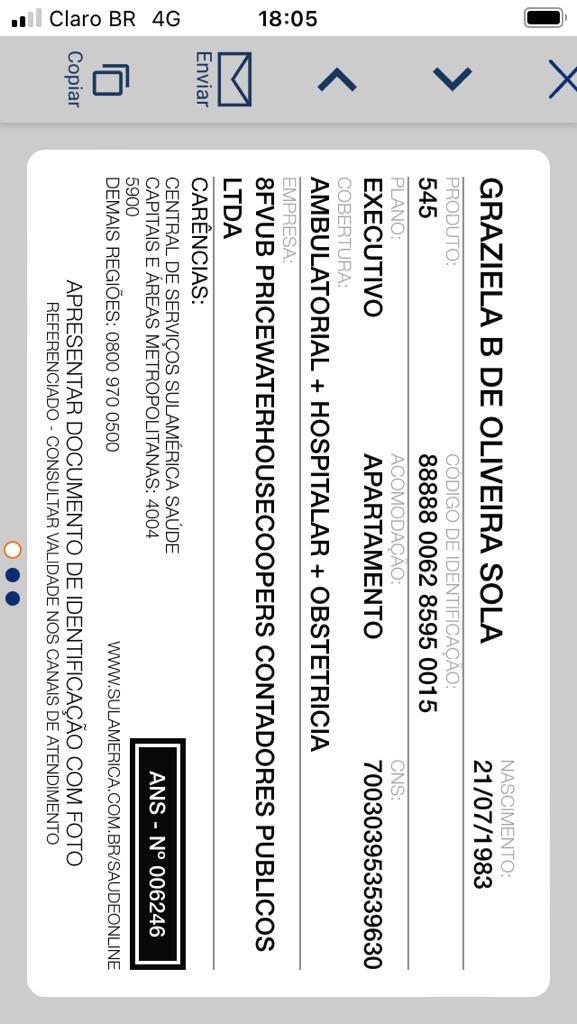 Claro BR 4G 18:05
Copiar
Enviar
GRAZIELA B DE OLIVEIRA SOLA
NASCIMENTO:
21/07/1983
PRODUTO:
545
CÓDIGO DE IDENTIFICAÇÃO:
88888 0062 8595 0015
PLANO:
EXECUTIVO
ACOMODAÇÃO:
APARTAMENTO
CNS:
700303953539630
COBERTURA:
AMBULATORIAL + HOSPITALAR + OBSTETRICIA
EMPRESA:
8FVUB PRICEWATERHOUSECOOPERS CONTADORES PUBLICOS
LTDA
CARÊNCIAS:
CENTRAL DE SERVIÇOS SULAMÉRICA SAÚDE
CAPITAIS E ÁREAS METROPOLITANAS: 4004
5900
DEMAIS REGIÕES: 0800 970 0500
ANS - Nº 006246
WWW.SULAMERICA.COM.BR/SAUDEONLINE
APRESENTAR DOCUMENTO DE IDENTIFICAÇÃO COM FOTO
REFERENCIADO - CONSULTAR VALIDADE NOS CANAIS DE ATENDIMENTO